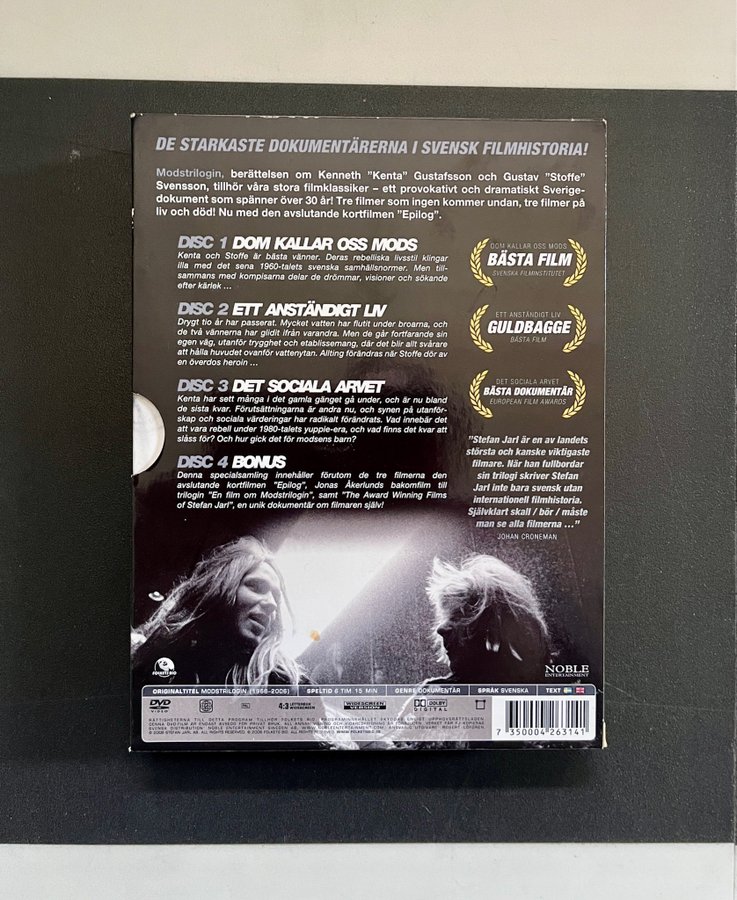 DE STARKASTE DOKUMENTÄRERNA I SVENSK FILMHISTORIA!
Modstrilogin, berättelsen om Kenneth "Kenta" Gustafsson och Gustav "Stoffe"
Svensson, tillhör våra stora filmklassiker – ett provokativt och dramatiskt Sverige-
dokument som spänner över 30 år! Tre filmer som ingen kommer undan, tre filmer på
liv och död! Nu med den avslutande kortfilmen "Epilog".
DISC 1 DOM KALLAR OSS MODS
Kenta och Stoffe är bästa vänner. Deras rebelliska livsstil klingar
illa med det sena 1960-talets svenska samhällsnormer. Men till-
sammans med kompisarna delar de drömmar, visioner och sökande
efter kärlek ...
DISC 2 ETT ANSTÄNDIGT LIV
Drygt tio år har passerat. Mycket vatten har flutit under broarna, och
de två vännerna har glidit ifrån varandra. Men de går fortfarande sin
egen väg, utanför trygghet och etablissemang, där det blir allt svårare
att hålla huvudet ovanför vattenytan. Allting förändras när Stoffe dör av
en överdos heroin ...
DISC 3 DET SOCIALA ARVET
Kenta har sett många i det gamla gänget gå under, och är nu bland
de sista kvar. Förutsättningarna är andra nu, och synen på utanför-
skap och sociala värderingar har radikalt förändrats. Vad innebär det
att vara rebell under 1980-talets yuppie-era, och vad finns det kvar att
slåss för? Och hur gick det för modsens barn?
DISC 4 BONUS
Denna specialsamling innehåller förutom de tre filmerna den
avslutande kortfilmen "Epilog", Jonas Åkerlunds bakomfilm till
trilogin "En film om Modstrilogin", samt "The Award Winning Films
of Stefan Jarl", en unik dokumentär om filmaren själv!
DOM KALLAR OSS MODS
BÄSTA FILM
SVENSKA FILMINSTITUTET
ETT ANSTÄNDIGT LIV
GULDBAGGE
BÄSTA FILM
DET SOCIALA ARVET
BÄSTA DOKUMENTÄR
EUROPEAN FILM AWARDS
"Stefan Jarl är en av landets
största och kanske viktigaste
filmare. När han fullbordar
sin trilogi skriver Stefan
Jarl inte bara svensk utan
internationell filmhistoria.
Självklart skall / bör / måste
man se alla filmerna ..."
JOHAN CRONEMAN
FOLKETS BIO
NOBLE
ENTERTAINMENT
ORIGINALTITEL MODSTRILOGIN (1968-2006) SPELTID 6 TIM 15 MIN GENRE DOKUMENTÄR SPRÅK SVENSKA TEXT
DVD VIDEO PAL 4:3 LETTERBOX WIDESCREEN VERSION DOLBY DIGITAL
RÄTTIGHETERNA TILL DETTA PROGRAM TILLHÖR FOLKETS BIO.
7 350004 263141